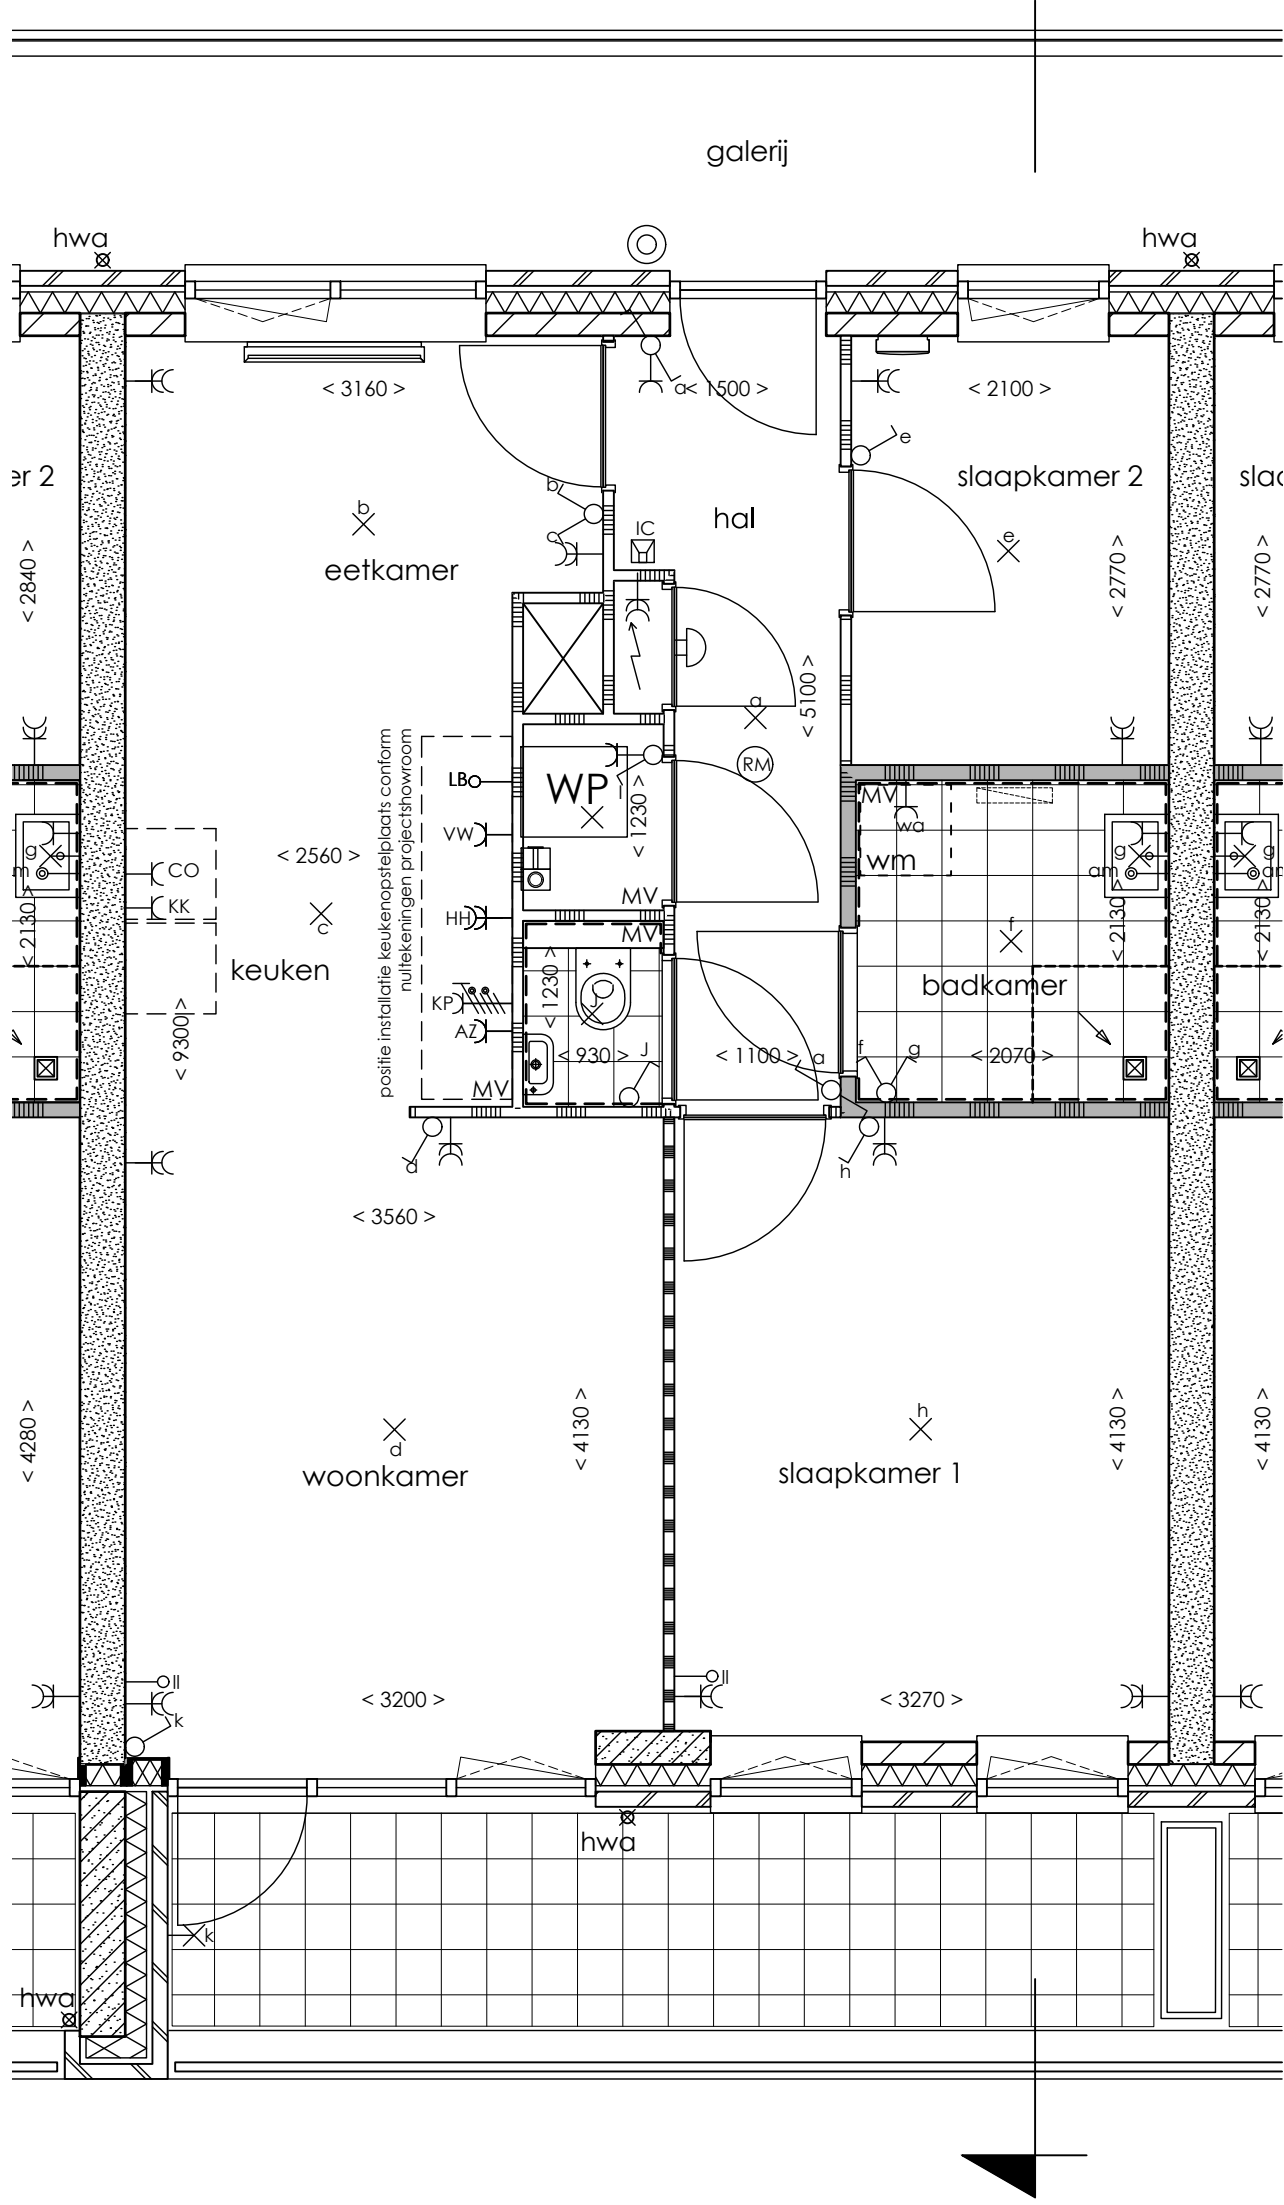 galerij
hwa
hwa
< 3160 >
a
< 1500 >
< 2100 >
e
er 2
slaapkamer 2
slaa
b
b
c
hal
IC
e
eetkamer
< 2840 >
< 2770 >
< 2770 >
a
< 5100 >
RM
positie installatie keukenopstelplaats conform
nultekeningen projectshowroom
LB
WP
VW
< 1230 >
MV
wa
wm
g
m
CO
KK
< 2560 >
c
HH
MV
MV
g
am
g
am
< 2130 >
f
< 2130 >
< 2130 >
keuken
badkamer
KP
AZ
MV
< 1230 >
J
< 930 >
J
< 1100 >
a
f
g
< 2070 >
< 9300 >
d
h
< 3560 >
< 4280 >
d
woonkamer
< 4130 >
h
slaapkamer 1
< 4130 >
< 4130 >
k
< 3200 >
< 3270 >
hwa
k
hwa